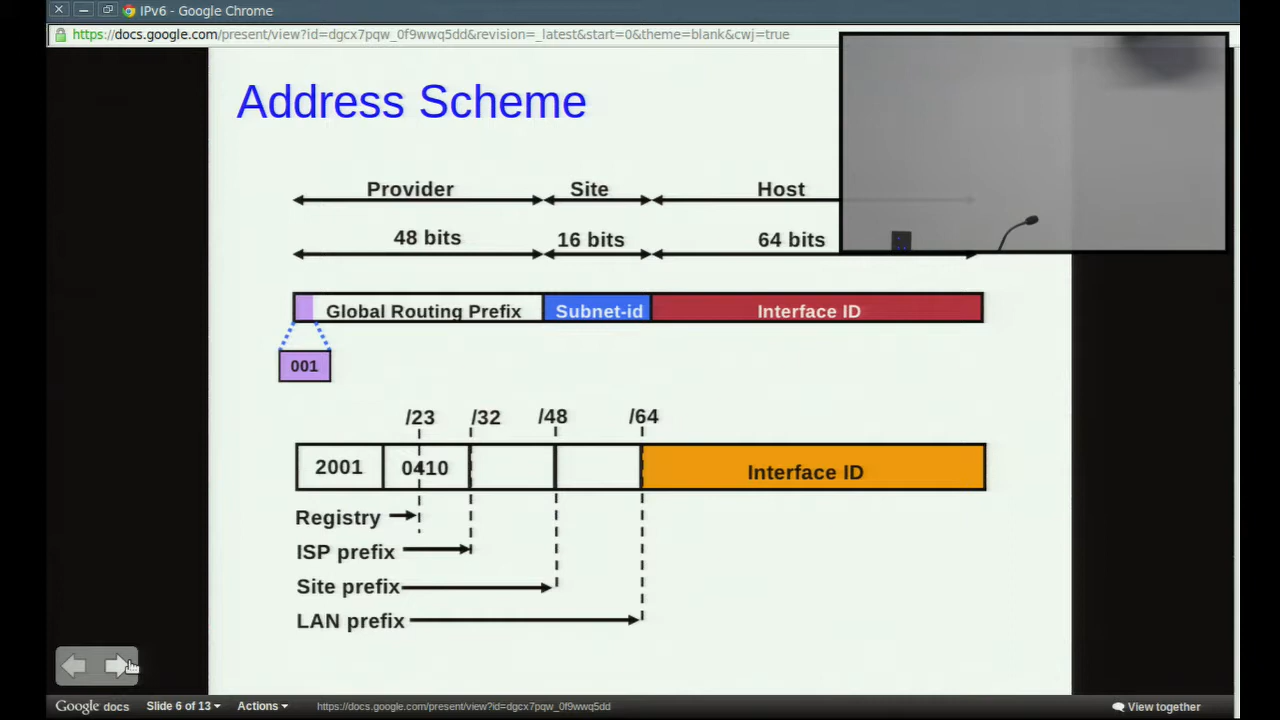 IPv6 - Google Chrome
https://docs.google.com/present/view?id=dgcx7pqw_0f9wwq5dd&revision=_latest&start=0&theme=blank&cwj=true
Address Scheme
Provider Site Host
48 bits 16 bits 64 bits
Global Routing Prefix Subnet-id Interface ID
001
/23 /32 /48 /64
2001 0410 Interface ID
Registry
ISP prefix
Site prefix
LAN prefix
Google docs Slide 6 of 13 Actions https://docs.google.com/present/view?id=dgcx7pqw_0f9wwq5dd View together